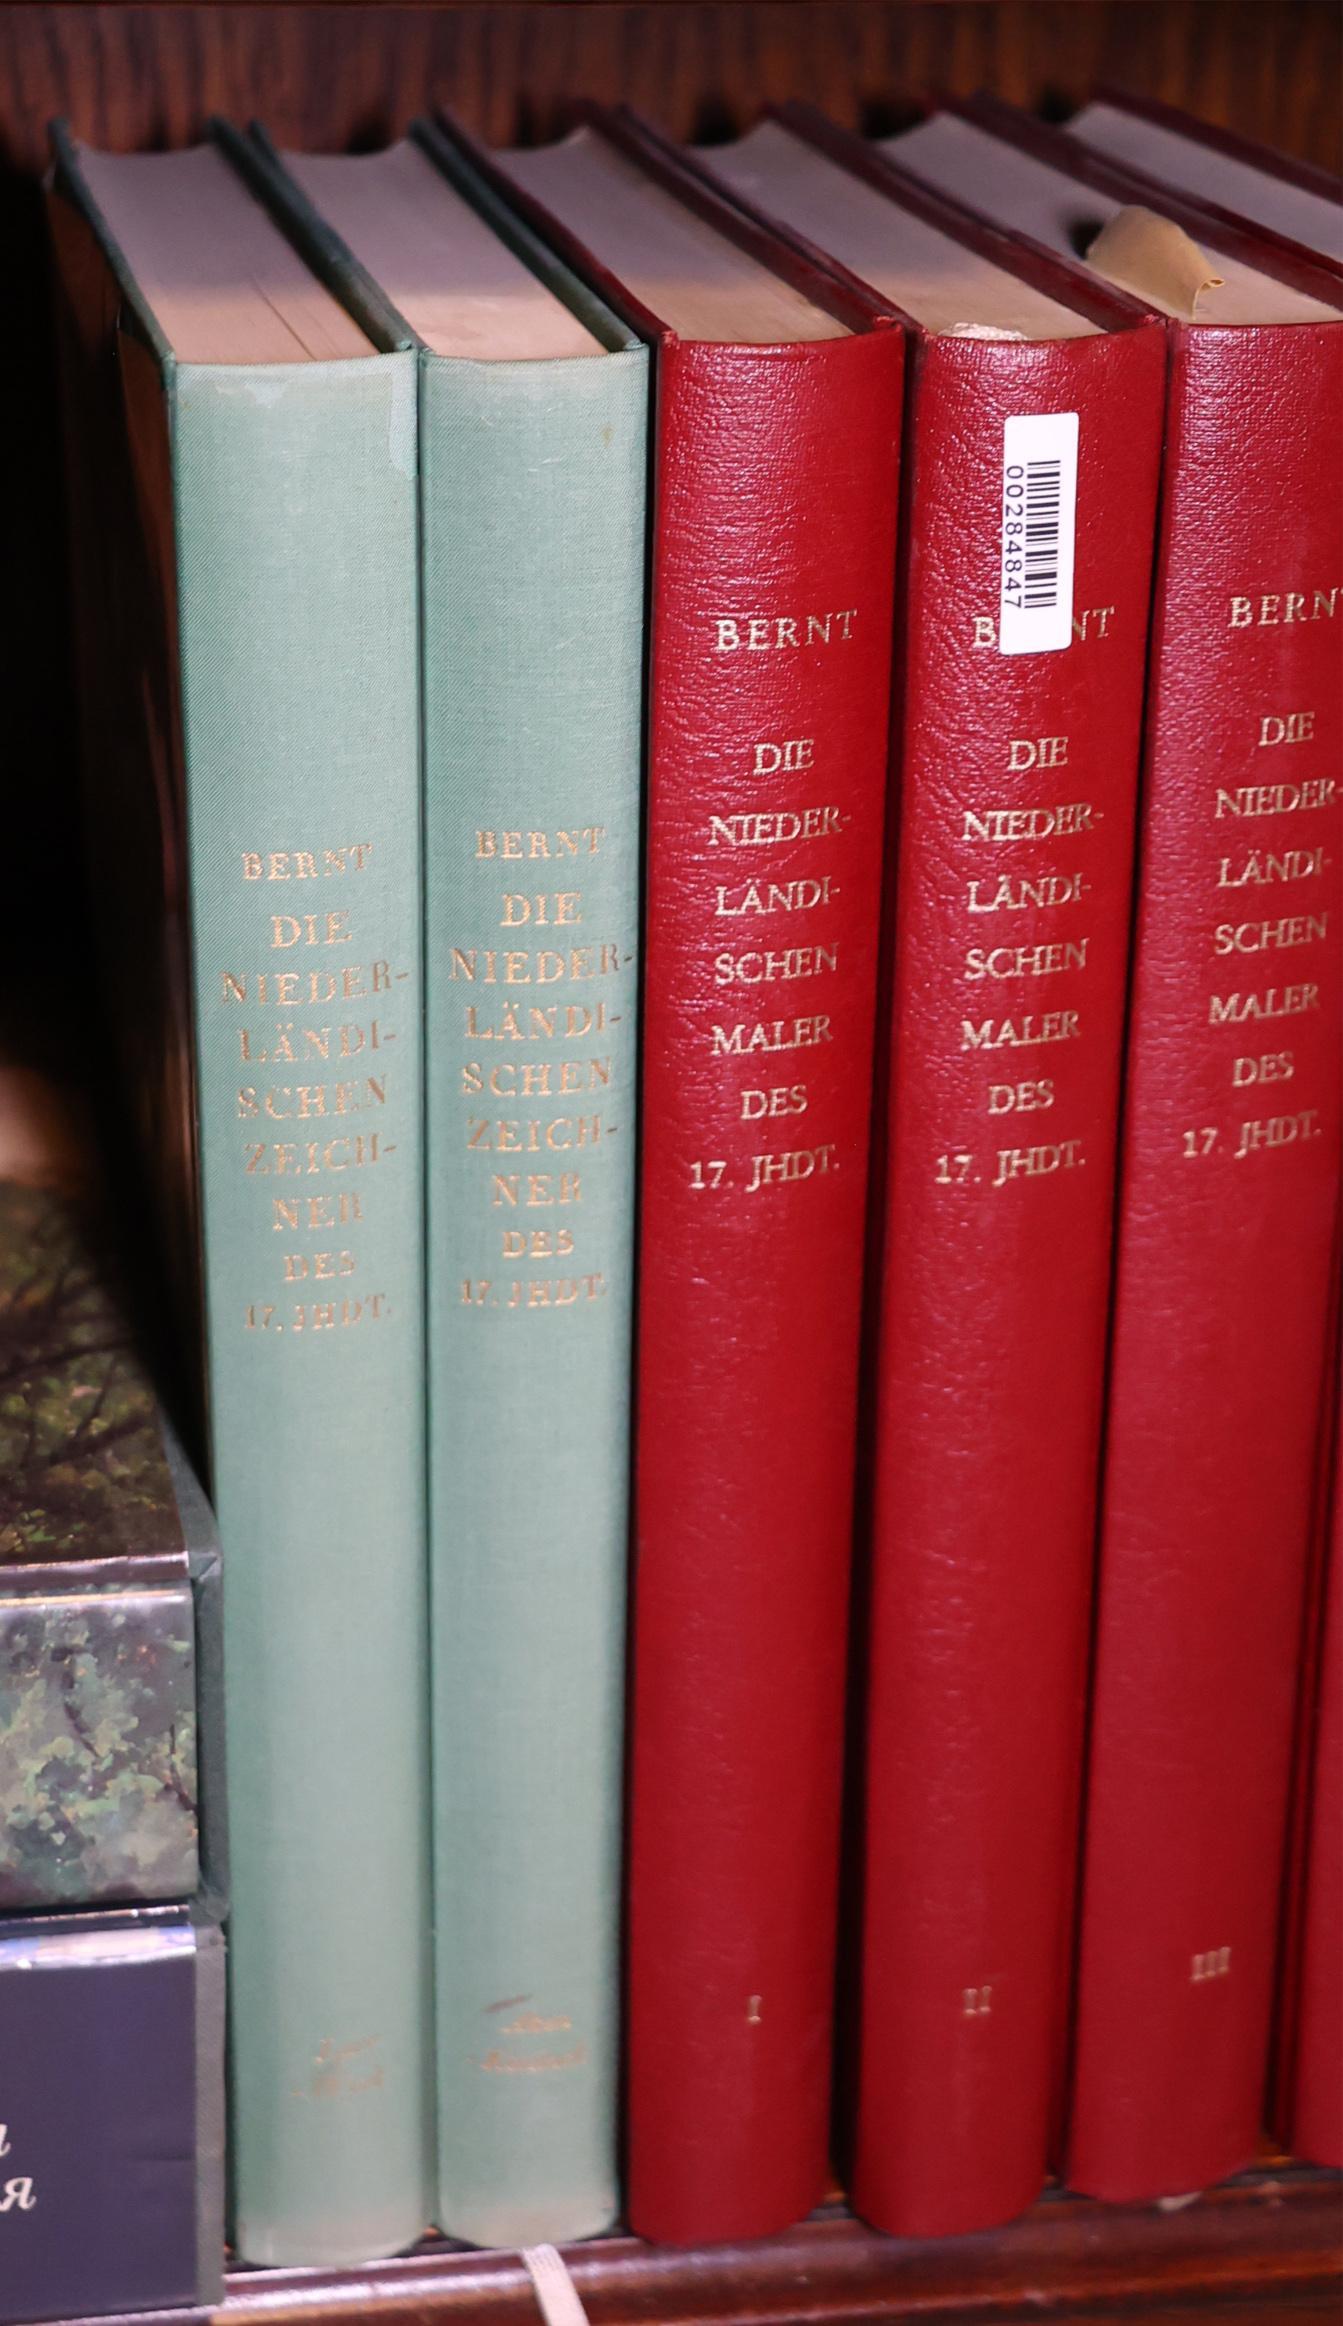 BERNT
DIE
NIEDER-
LÄNDI-
SCHEN
ZEICH-
NER
DES
17. JHDT.
BERNT
DIE
NIEDER-
LÄNDI-
SCHEN
ZEICH-
NER
DES
17. JHDT.
BERNT
DIE
NIEDER-
LÄNDI-
SCHEN
MALER
DES
17. JHDT.
I
00284847
B NT
DIE
NIEDER-
LÄNDI-
SCHEN
MALER
DES
17. JHDT.
II
BERNT
DIE
NIEDER-
LÄNDI-
SCHEN
MALER
DES
17. JHDT.
III
я